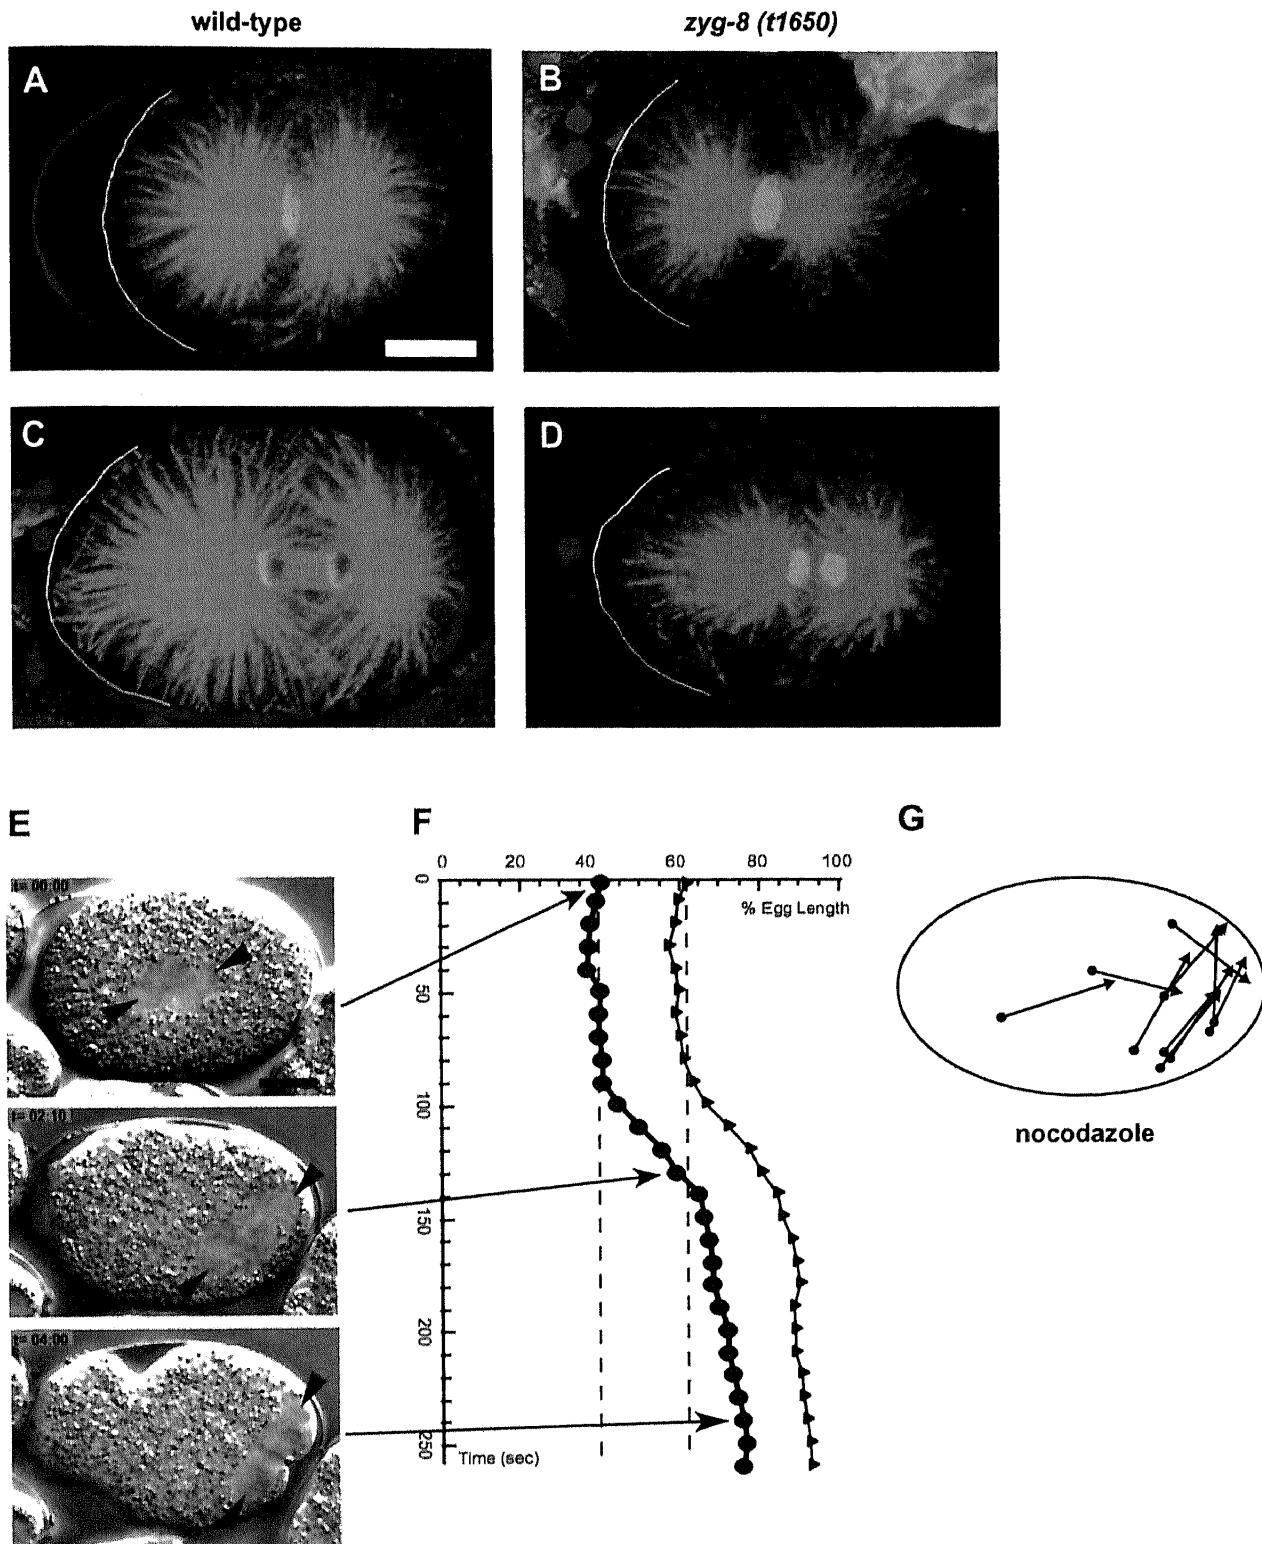 wild-type
zyg-8 (t1650)
A
B
C
D
E
F
G
t= 00:00
t= 02:10
t= 04:00
0 20 40 60 80 100
% Egg Length
0
50
100
150
200
250
Time (sec)
nocodazole